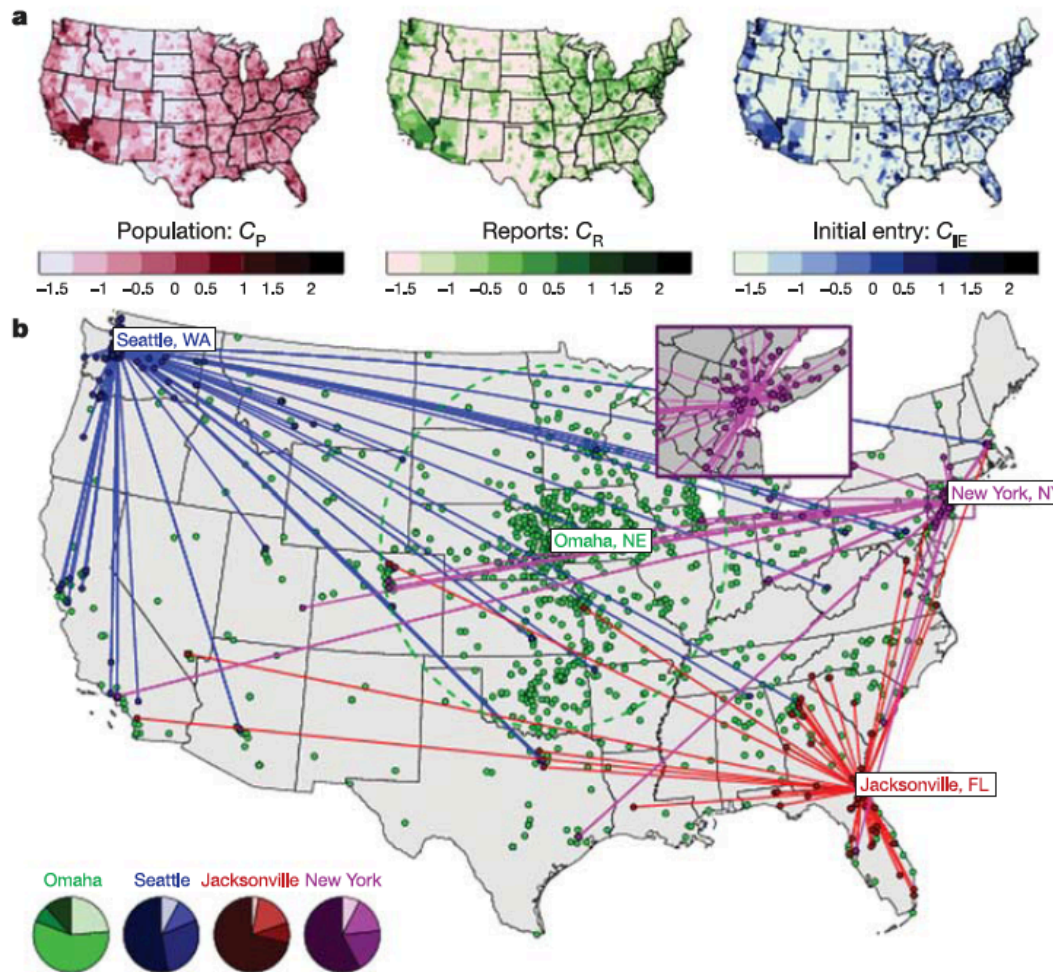 a
Population: CP
Reports: CR
Initial entry: CIE
−1.5 −1 −0.5 0 0.5 1 1.5 2
−1.5 −1 −0.5 0 0.5 1 1.5 2
−1.5 −1 −0.5 0 0.5 1 1.5 2
b
Seattle, WA
New York, NY
Omaha, NE
Jacksonville, FL
Omaha Seattle Jacksonville New York